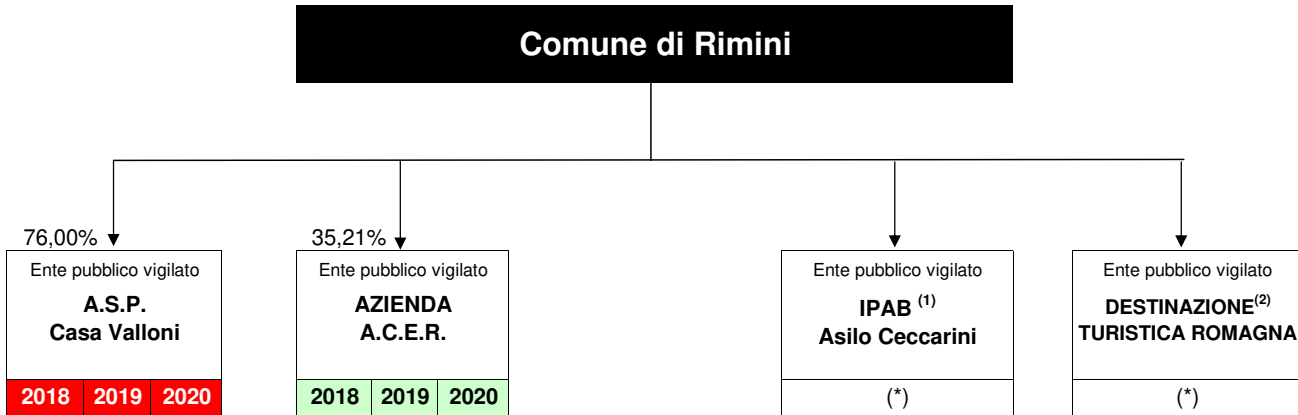 Comune di Rimini
76,00%
Ente pubblico vigilato
A.S.P.
Casa Valloni
2018 2019 2020
35,21%
Ente pubblico vigilato
AZIENDA
A.C.E.R.
2018 2019 2020
Ente pubblico vigilato
IPAB (1)
Asilo Ceccarini
(*)
Ente pubblico vigilato
DESTINAZIONE(2)
TURISTICA ROMAGNA
(*)